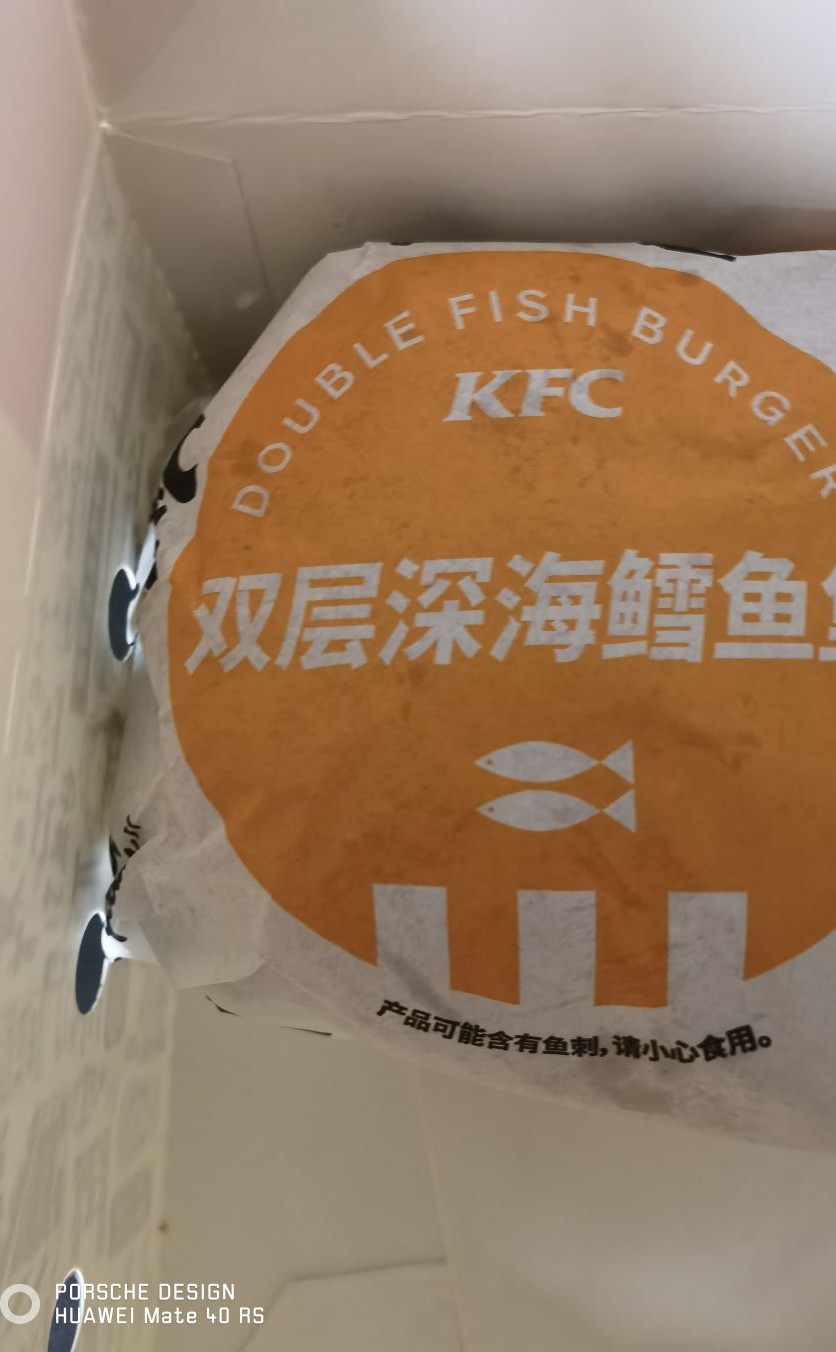 DOUBLE FISH BURGER
KFC
双层深海鳕鱼
产品可能含有鱼刺，请小心食用。
PORSCHE DESIGN
HUAWEI Mate 40 RS